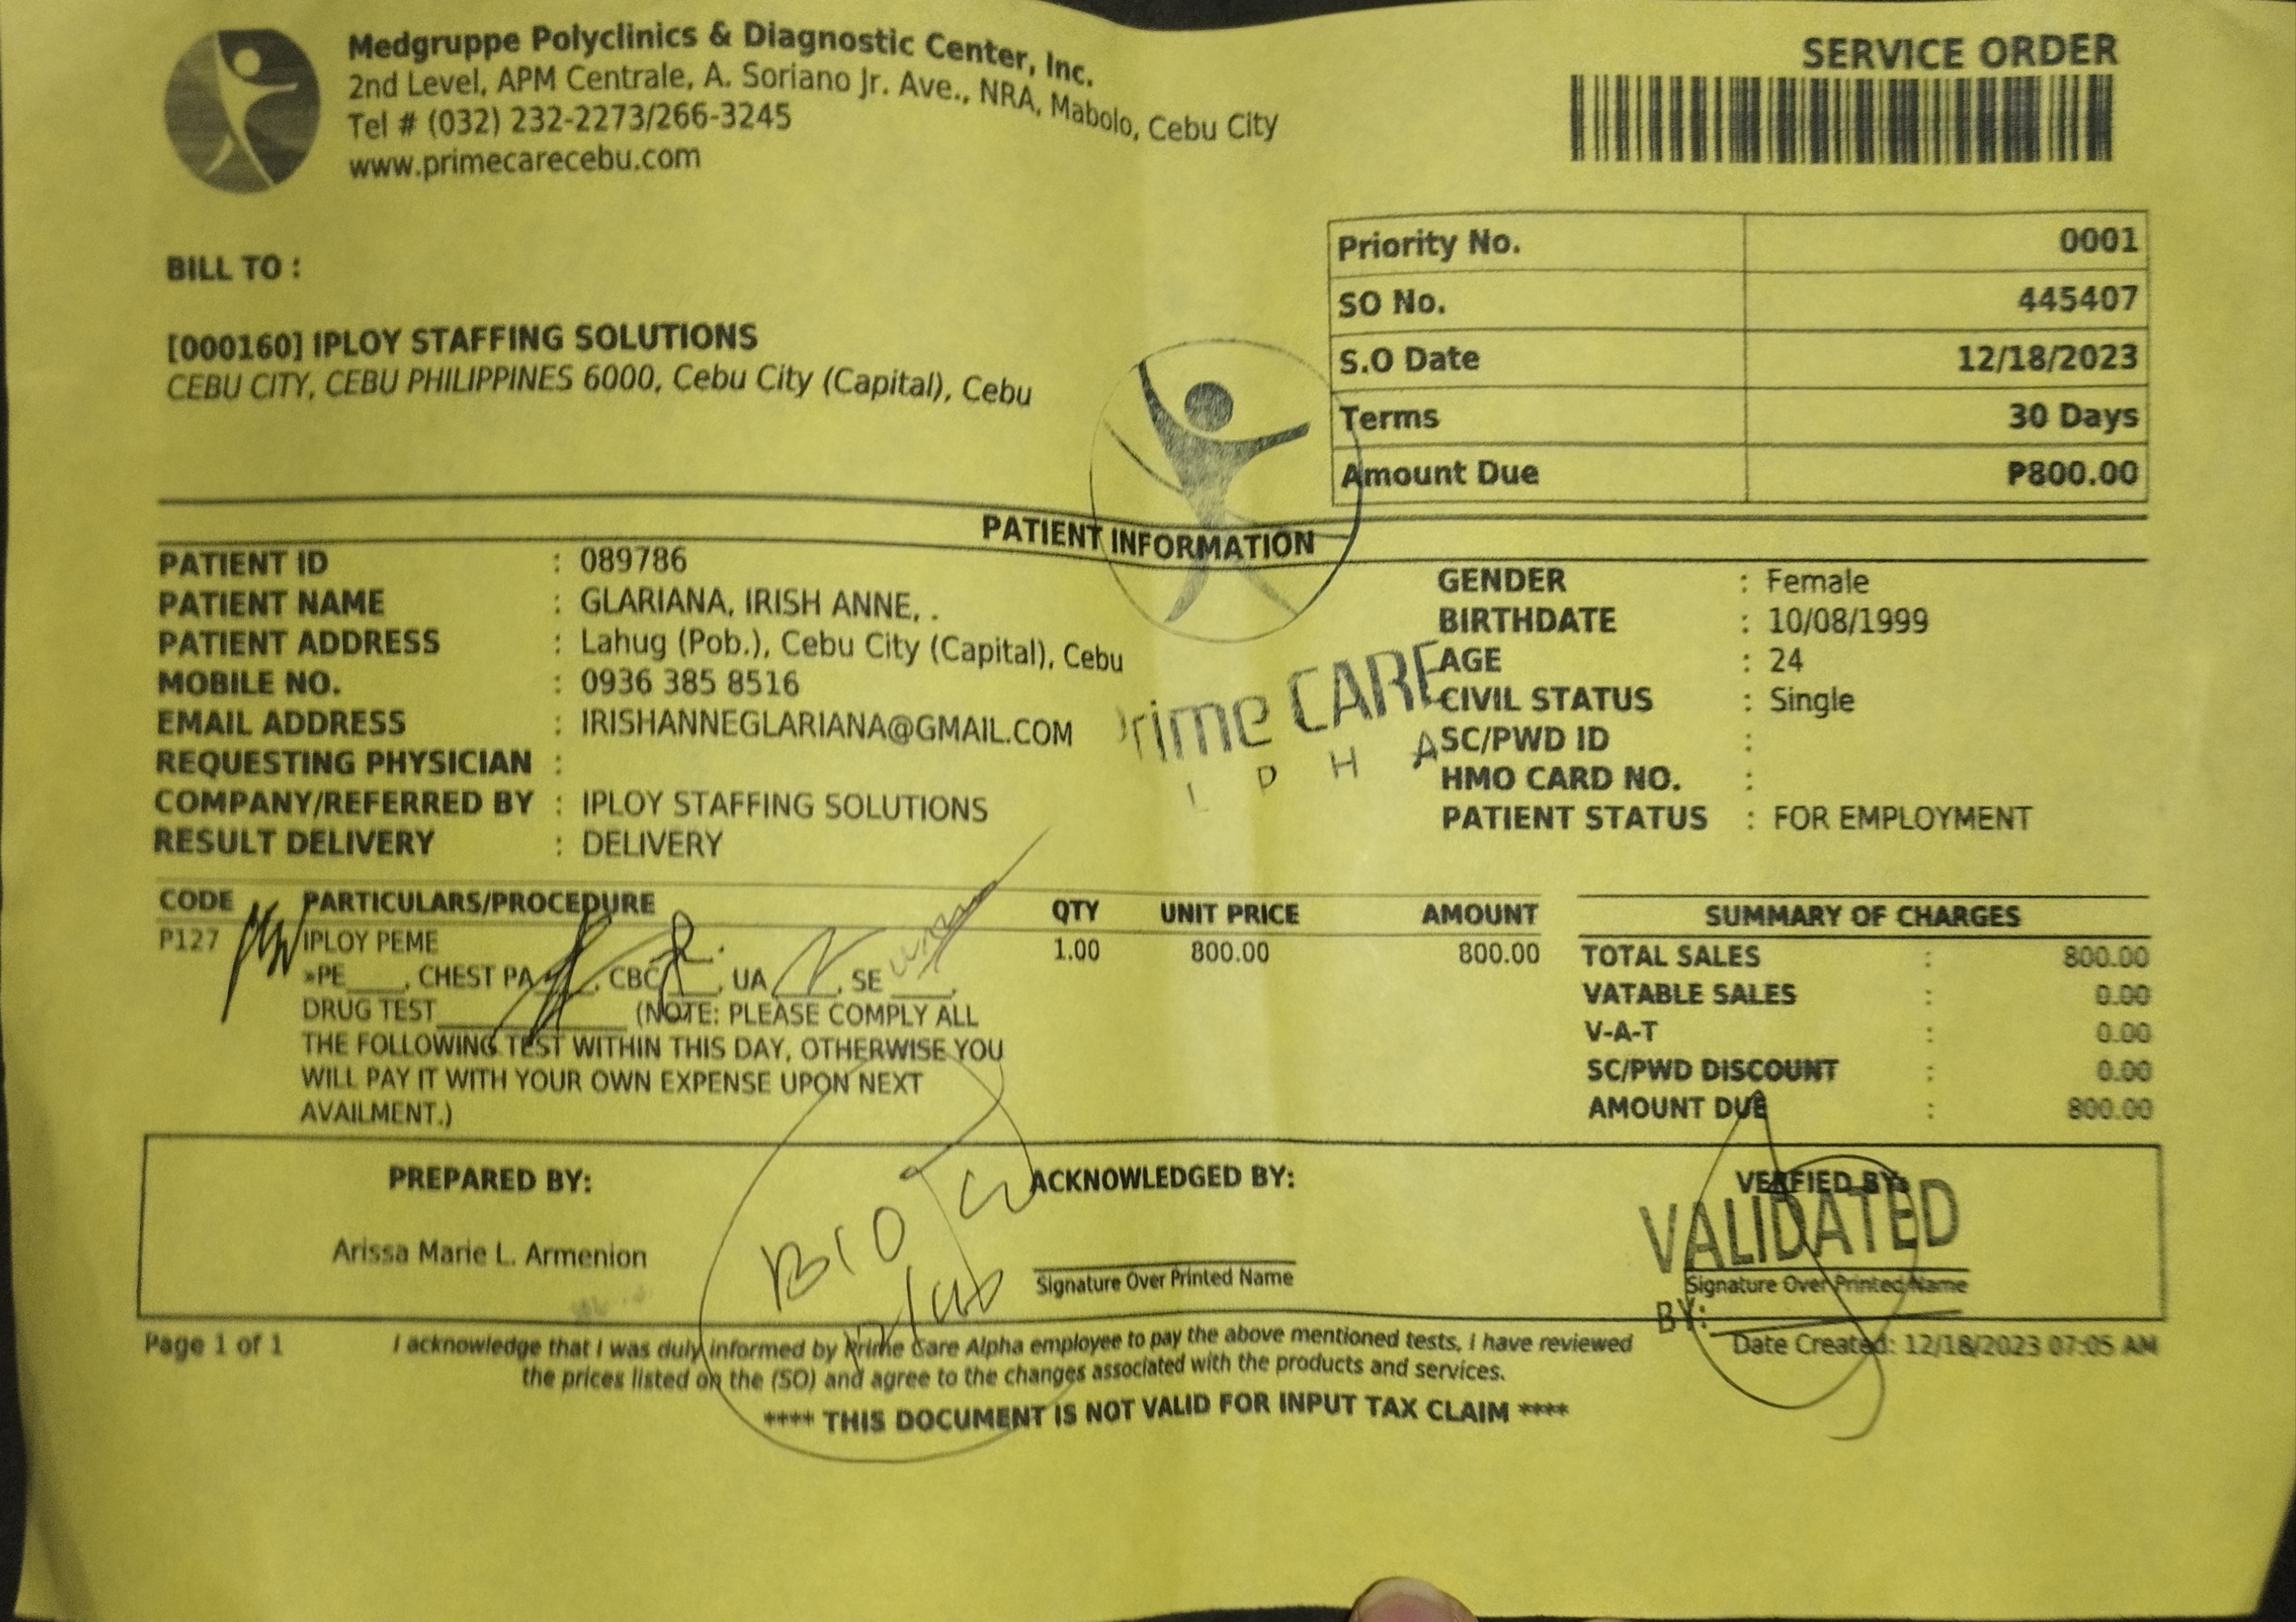 Medgruppe Polyclinics & Diagnostic Center, Inc.
2nd Level, APM Centrale, A. Soriano Jr. Ave., NRA, Mabolo, Cebu City
Tel # (032) 232-2273/266-3245
www.primecarecebu.com
SERVICE ORDER
Priority No. 0001
SO No. 445407
S.O Date 12/18/2023
Terms 30 Days
Amount Due ₱800.00
BILL TO :
[000160] IPLOY STAFFING SOLUTIONS
CEBU CITY, CEBU PHILIPPINES 6000, Cebu City (Capital), Cebu
PATIENT INFORMATION
PATIENT ID : 089786
PATIENT NAME : GLARIANA, IRISH ANNE, .
PATIENT ADDRESS : Lahug (Pob.), Cebu City (Capital), Cebu
MOBILE NO. : 0936 385 8516
EMAIL ADDRESS : IRISHANNEGLARIANA@GMAIL.COM
REQUESTING PHYSICIAN :
COMPANY/REFERRED BY : IPLOY STAFFING SOLUTIONS
RESULT DELIVERY : DELIVERY
GENDER : Female
BIRTHDATE : 10/08/1999
AGE : 24
CIVIL STATUS : Single
SC/PWD ID :
HMO CARD NO. :
PATIENT STATUS : FOR EMPLOYMENT
Prime CARE
L P H A
CODE PARTICULARS/PROCEDURE QTY UNIT PRICE AMOUNT
P127 IPLOY PEME 1.00 800.00 800.00
»PE____, CHEST PA____, CBC____, UA____, SE____,
DRUG TEST____________ (NOTE: PLEASE COMPLY ALL
THE FOLLOWING TEST WITHIN THIS DAY, OTHERWISE YOU
WILL PAY IT WITH YOUR OWN EXPENSE UPON NEXT
AVAILMENT.)
SUMMARY OF CHARGES
TOTAL SALES : 800.00
VATABLE SALES : 0.00
V-A-T : 0.00
SC/PWD DISCOUNT : 0.00
AMOUNT DUE : 800.00
PREPARED BY:
Arissa Marie L. Armenion
BIO
ACKNOWLEDGED BY:
Signature Over Printed Name
VERFIED BY:
VALIDATED
Signature Over Printed Name
BY:
Page 1 of 1
I acknowledge that I was duly informed by Prime Care Alpha employee to pay the above mentioned tests, I have reviewed
the prices listed on the (SO) and agree to the changes associated with the products and services.
Date Created: 12/18/2023 07:05 AM
**** THIS DOCUMENT IS NOT VALID FOR INPUT TAX CLAIM ****